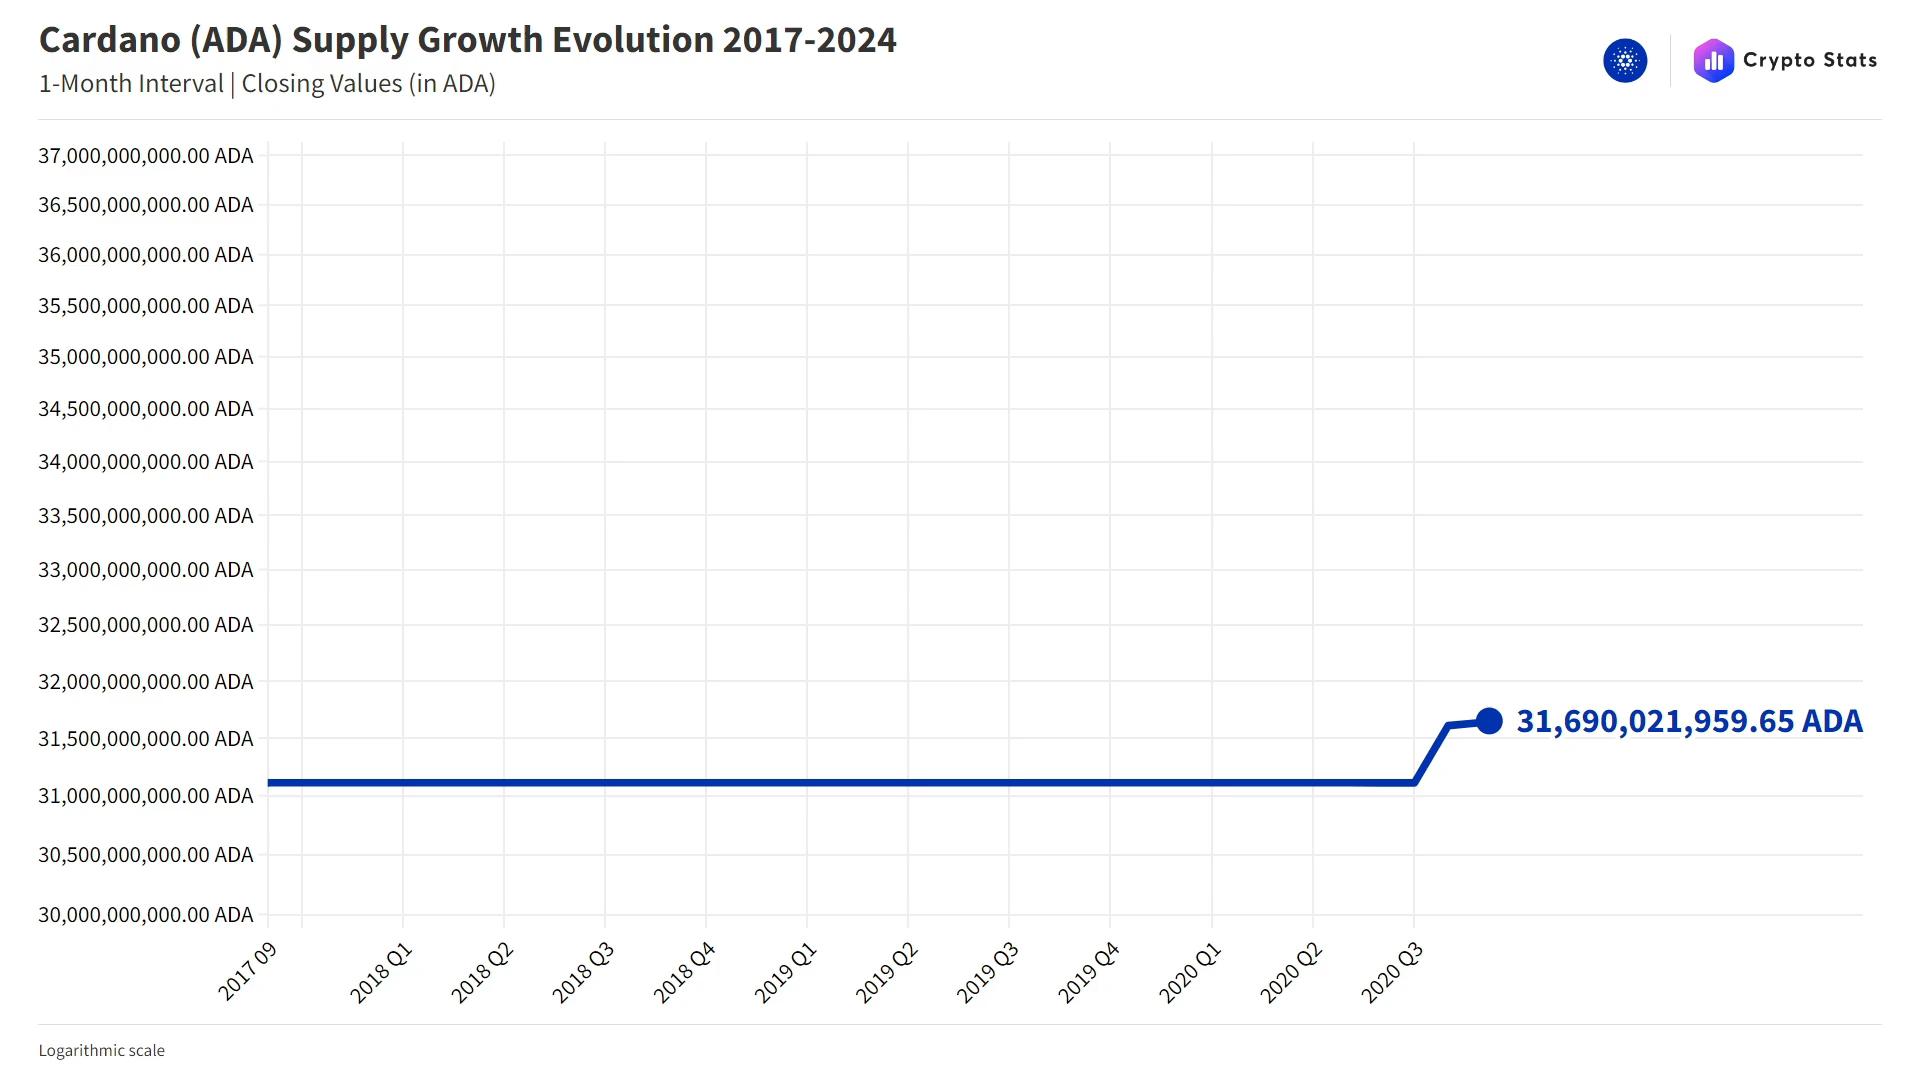 Cardano (ADA) Supply Growth Evolution 2017-2024
1-Month Interval | Closing Values (in ADA)
Crypto Stats
37,000,000,000.00 ADA
36,500,000,000.00 ADA
36,000,000,000.00 ADA
35,500,000,000.00 ADA
35,000,000,000.00 ADA
34,500,000,000.00 ADA
34,000,000,000.00 ADA
33,500,000,000.00 ADA
33,000,000,000.00 ADA
32,500,000,000.00 ADA
32,000,000,000.00 ADA
31,690,021,959.65 ADA
31,500,000,000.00 ADA
31,000,000,000.00 ADA
30,500,000,000.00 ADA
30,000,000,000.00 ADA
2017 09
2018 Q1
2018 Q2
2018 Q3
2018 Q4
2019 Q1
2019 Q2
2019 Q3
2019 Q4
2020 Q1
2020 Q2
2020 Q3
Logarithmic scale